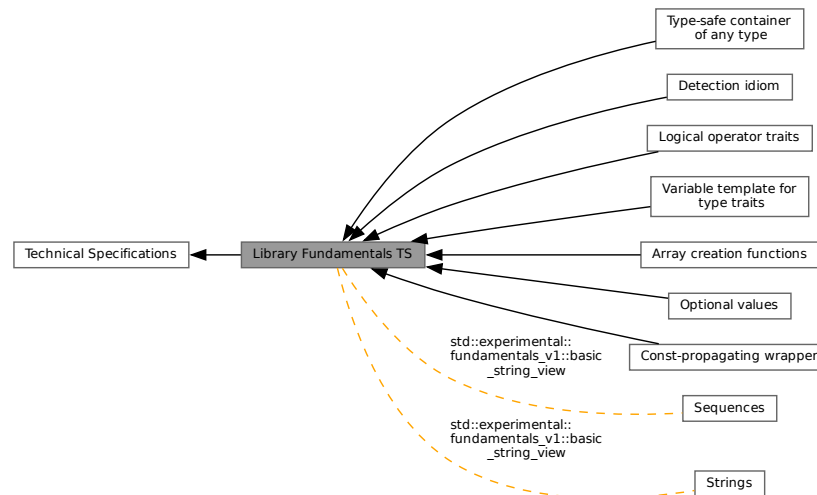 Type-safe container
of any type
Detection idiom
Logical operator traits
Variable template for
type traits
Technical Specifications
Library Fundamentals TS
Array creation functions
Optional values
std::experimental::
fundamentals_v1::basic
_string_view
Const-propagating wrapper
Sequences
std::experimental::
fundamentals_v1::basic
_string_view
Strings